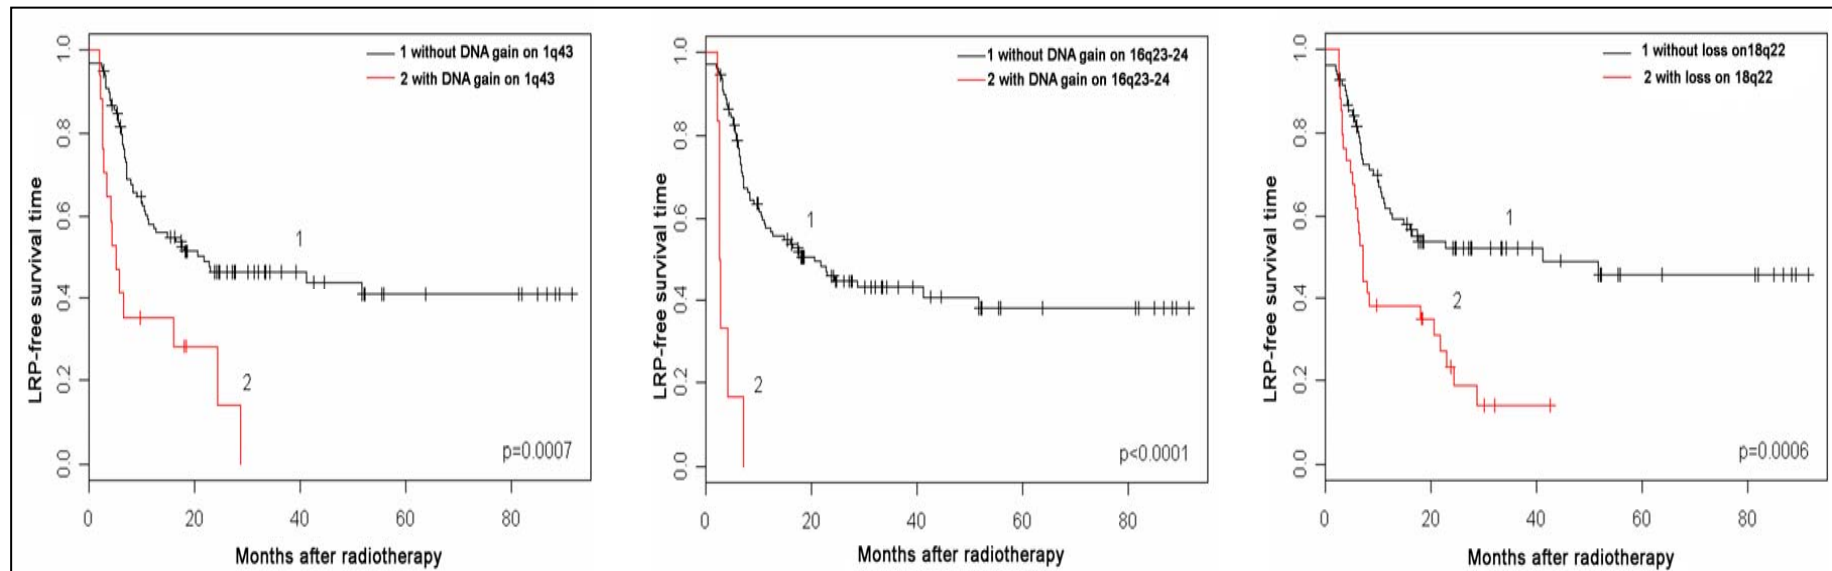 1 without DNA gain on 1q43
2 with DNA gain on 1q43
LRP-free survival time
1.0
0.8
0.6
0.4
0.2
0.0
1
2
p=0.0007
0 20 40 60 80
Months after radiotherapy
1 without DNA gain on 16q23-24
2 with DNA gain on 16q23-24
LRP-free survival time
1.0
0.8
0.6
0.4
0.2
0.0
1
2
p<0.0001
0 20 40 60 80
Months after radiotherapy
1 without loss on18q22
2 with loss on 18q22
LRP-free survival time
1.0
0.8
0.6
0.4
0.2
0.0
1
2
p=0.0006
0 20 40 60 80
Months after radiotherapy